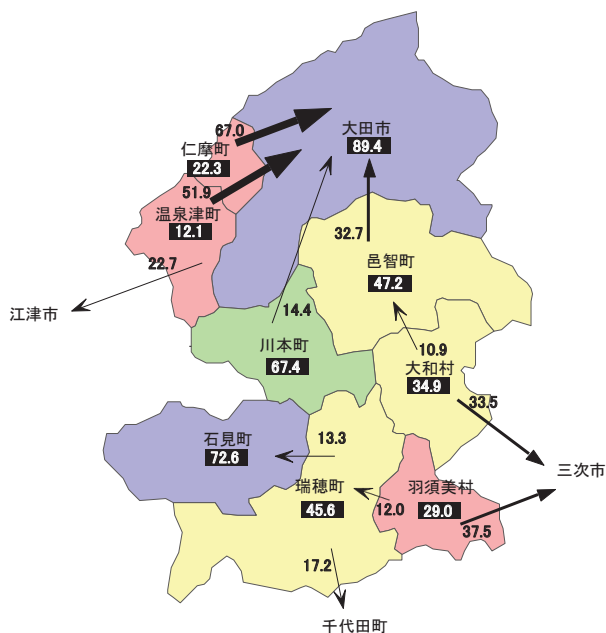 大田市
89.4
67.0
仁摩町
22.3
51.9
温泉津町
12.1
22.7
江津市
32.7
邑智町
47.2
14.4
川本町
67.4
10.9
大和村
34.9
33.5
三次市
石見町
72.6
13.3
瑞穂町
45.6
12.0
羽須美村
29.0
37.5
17.2
千代田町